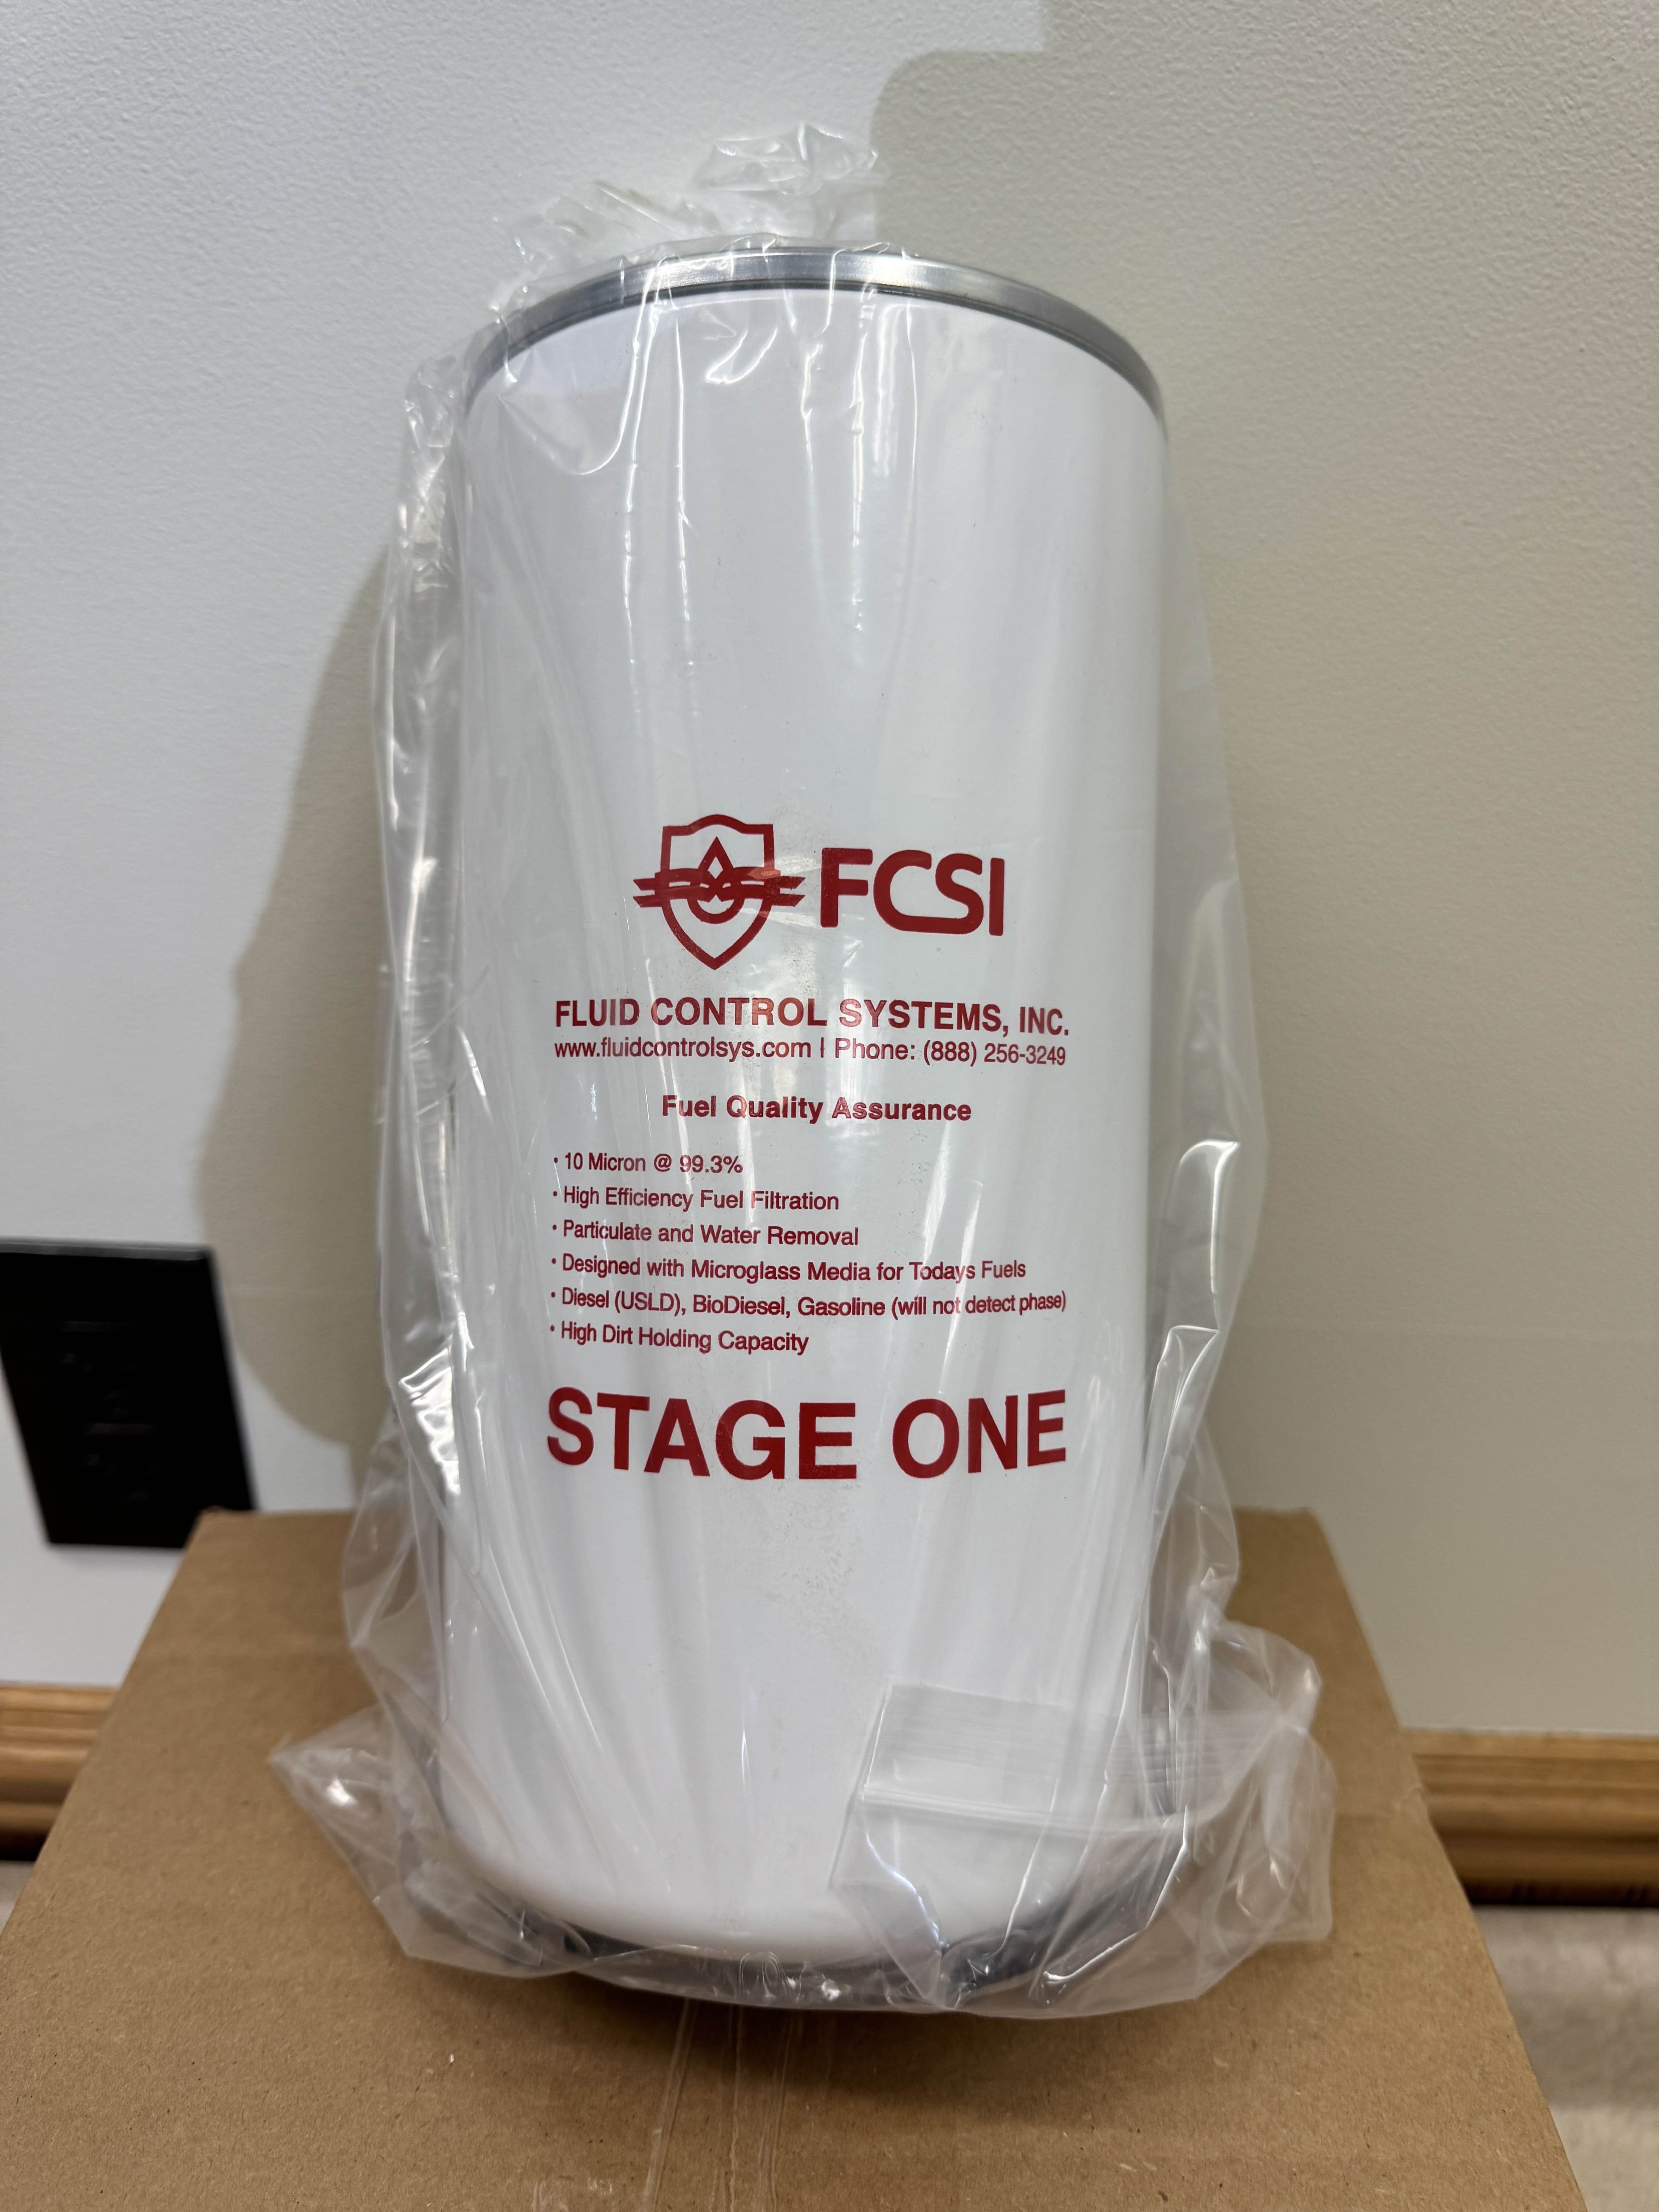 FCSI
FLUID CONTROL SYSTEMS, INC.
www.fluidcontrolsys.com | Phone: (888) 256-3249
Fuel Quality Assurance
• 10 Micron @ 99.3%
• High Efficiency Fuel Filtration
• Particulate and Water Removal
• Designed with Microglass Media for Todays Fuels
• Diesel (USLD), BioDiesel, Gasoline (will not detect phase)
• High Dirt Holding Capacity
STAGE ONE